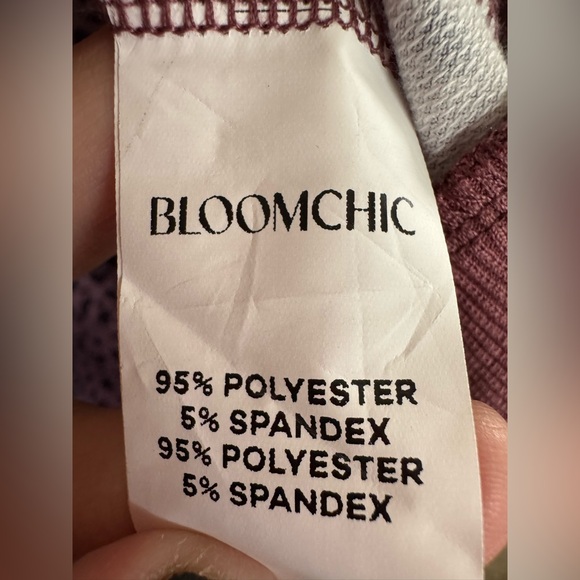 BLOOMCHIC
95% POLYESTER
5% SPANDEX
95% POLYESTER
5% SPANDEX